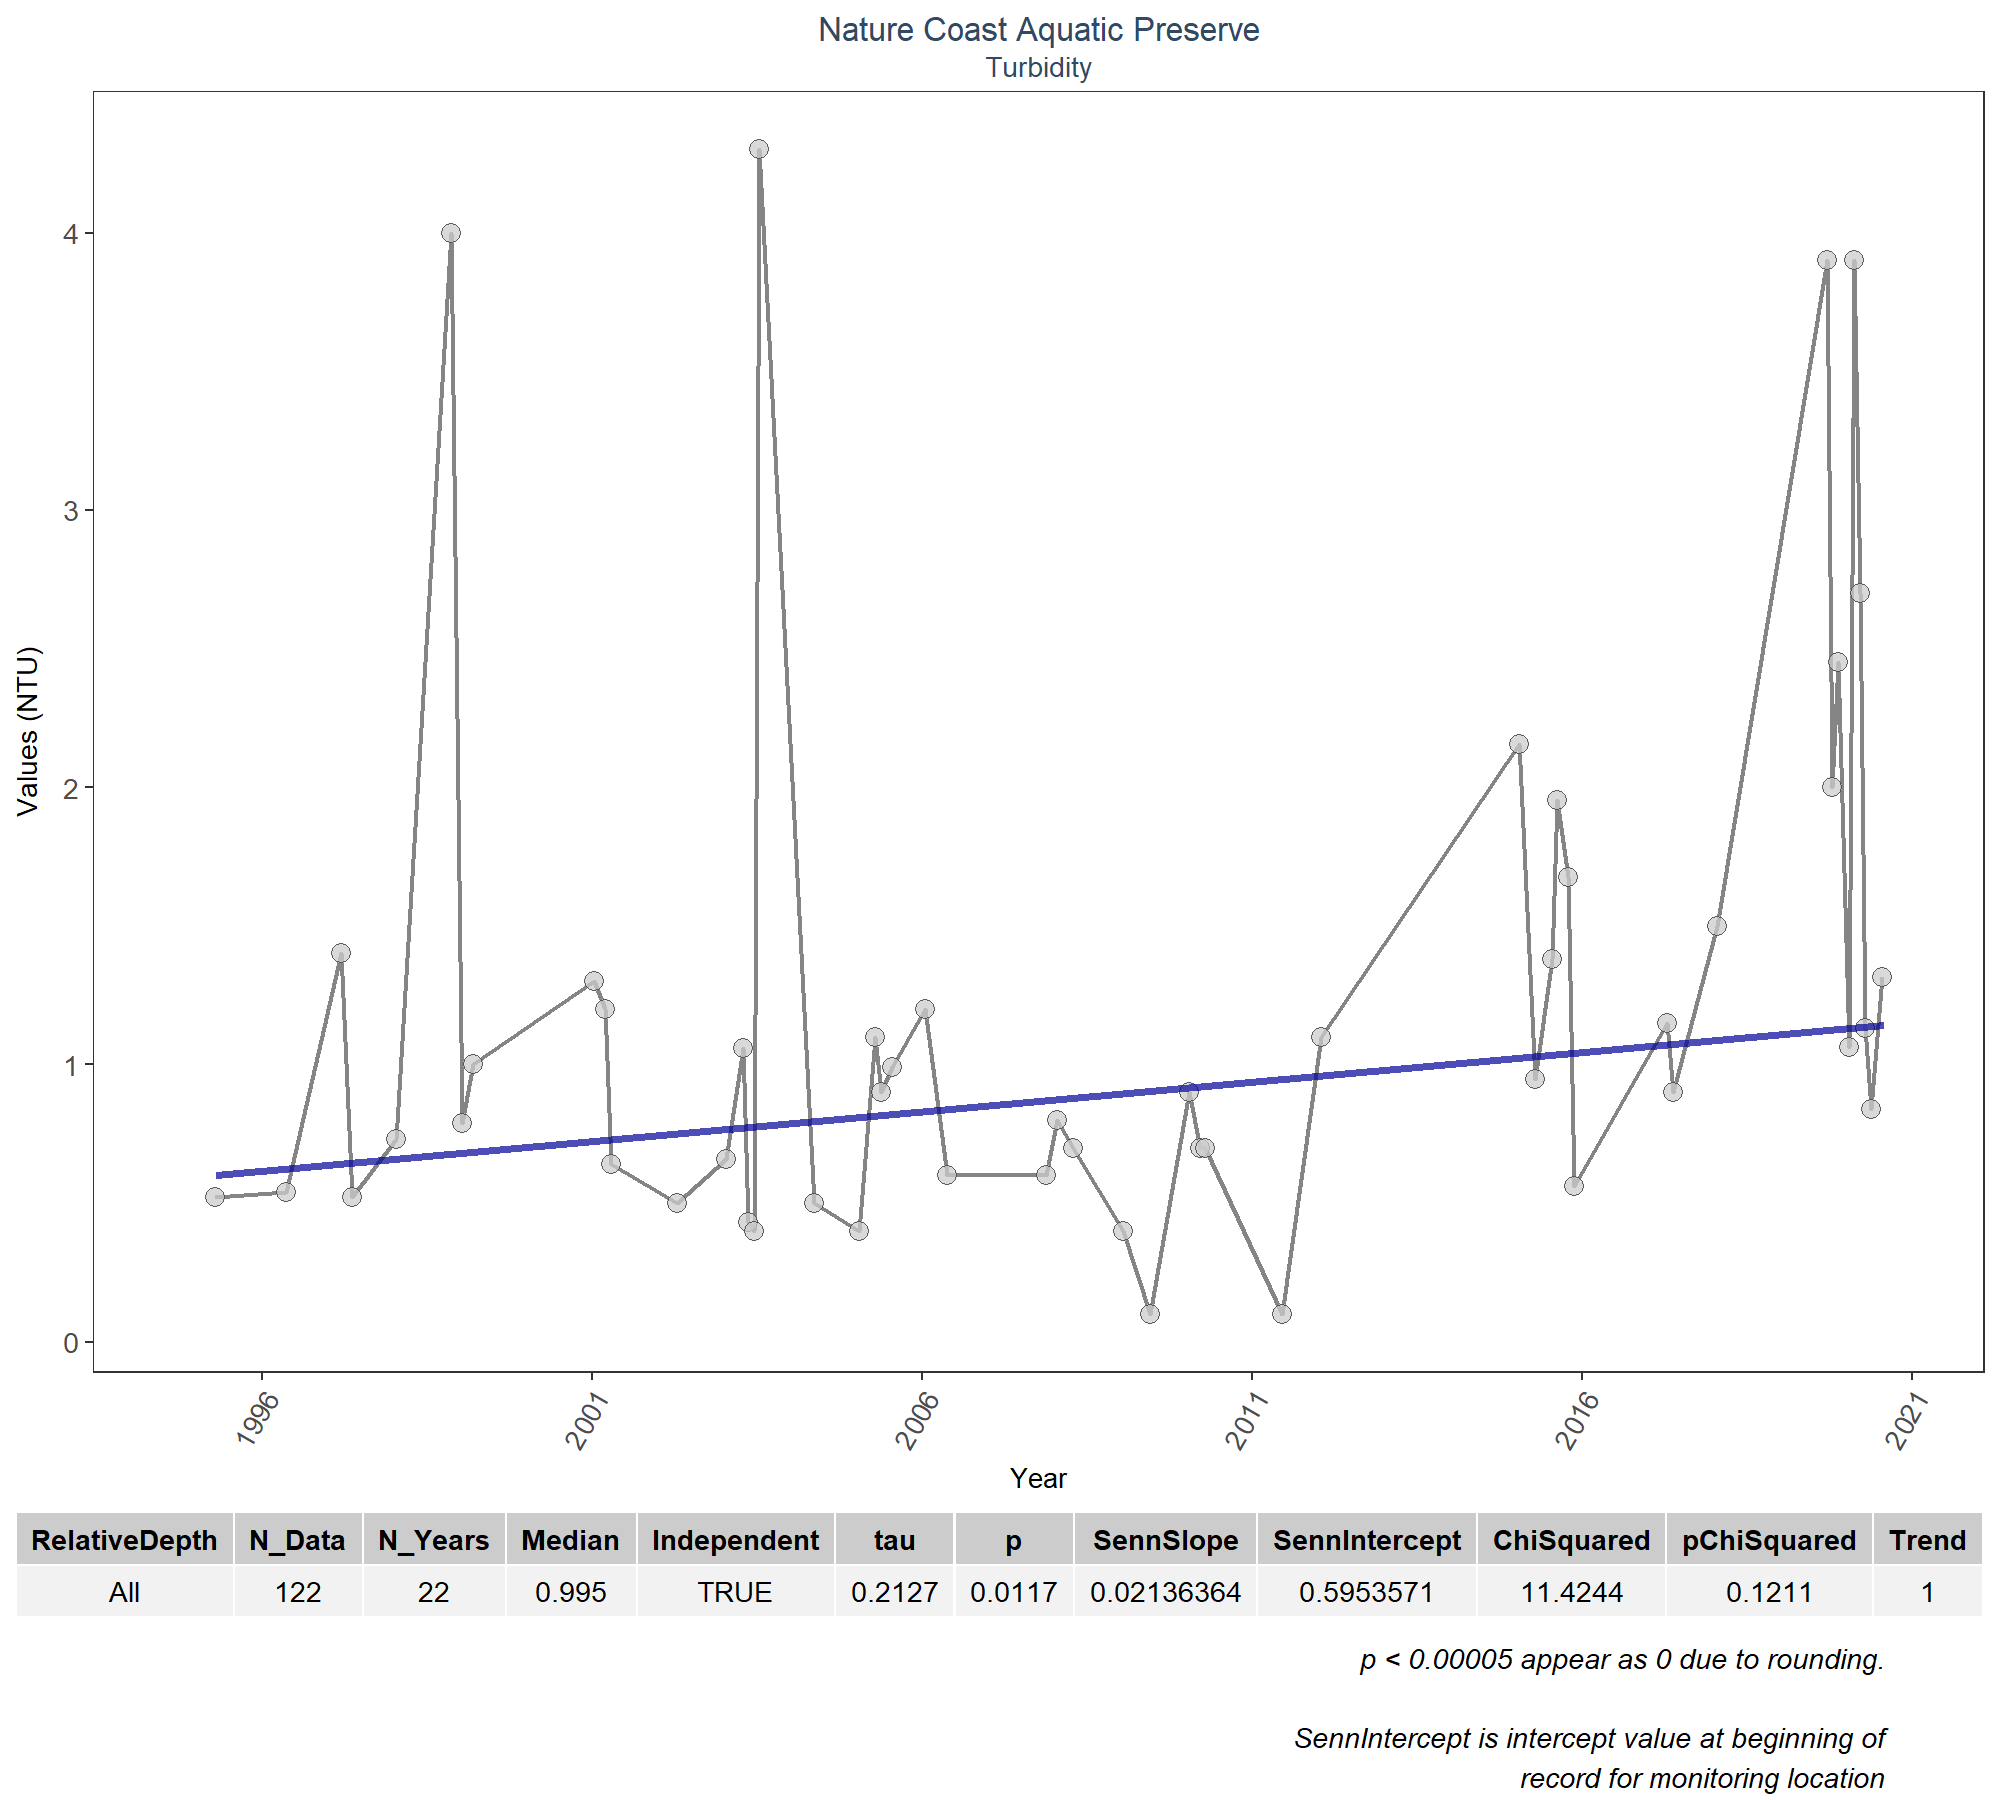 Nature Coast Aquatic Preserve
Turbidity
Values (NTU)
4
3
2
1
0
1996 2001 2006 2011 2016 2021
Year
RelativeDepth N_Data N_Years Median Independent tau p SennSlope SennIntercept ChiSquared pChiSquared Trend
All 122 22 0.995 TRUE 0.2127 0.0117 0.02136364 0.5953571 11.4244 0.1211 1
p < 0.00005 appear as 0 due to rounding.
SennIntercept is intercept value at beginning of
record for monitoring location